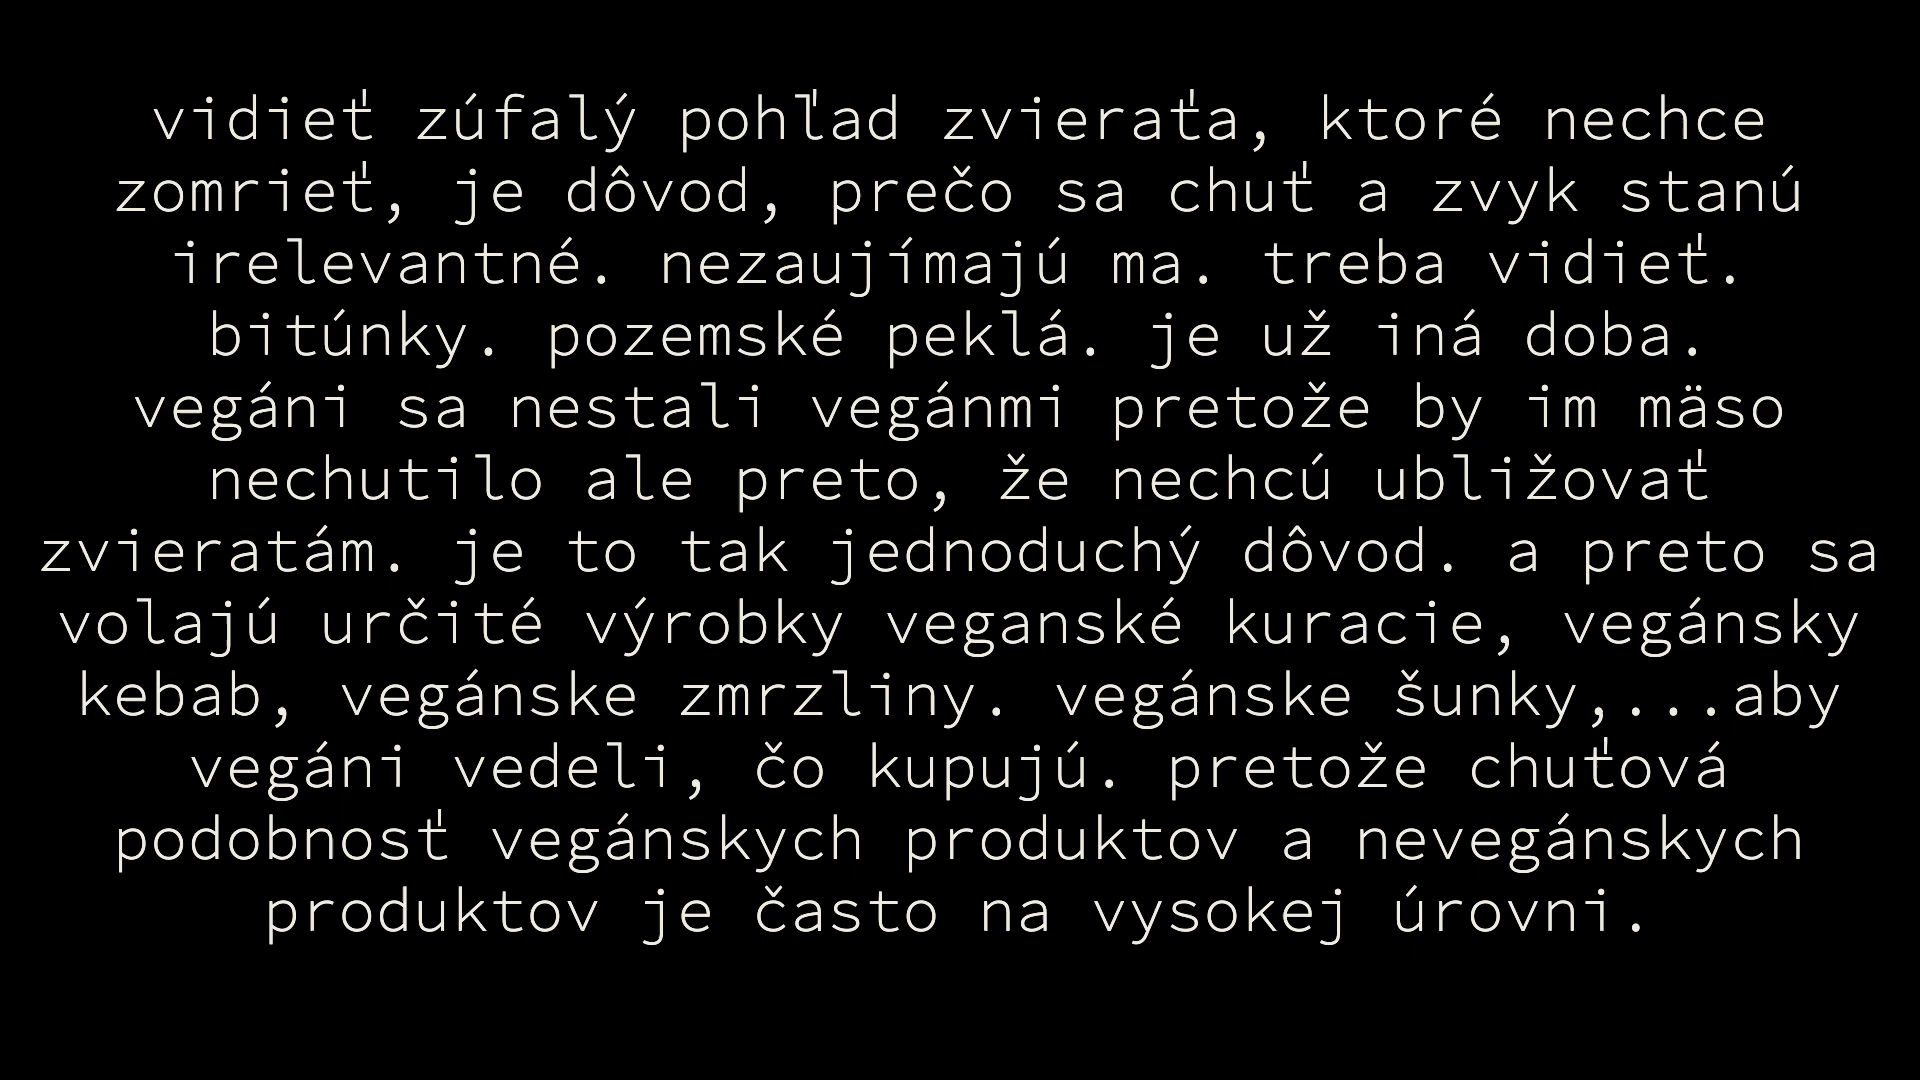 vidieť zúfalý pohľad zvieraťa, ktoré nechce
zomrieť, je dôvod, prečo sa chuť a zvyk stanú
irelevantné. nezaujímajú ma. treba vidieť.
bitúnky. pozemské peklá. je už iná doba.
vegáni sa nestali vegánmi pretože by im mäso
nechutilo ale preto, že nechcú ubližovať
zvieratám. je to tak jednoduchý dôvod. a preto sa
volajú určité výrobky veganské kuracie, vegánsky
kebab, vegánske zmrzliny. vegánske šunky,...aby
vegáni vedeli, čo kupujú. pretože chuťová
podobnosť vegánskych produktov a nevegánskych
produktov je často na vysokej úrovni.